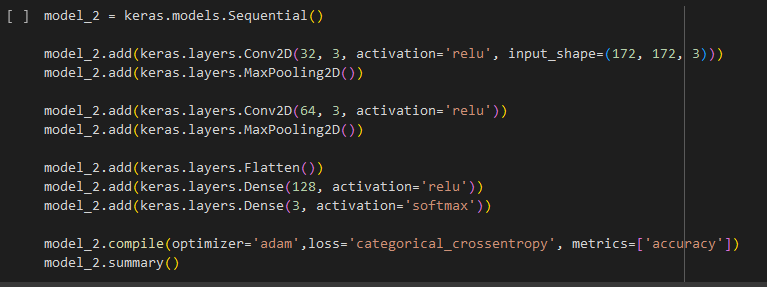 [ ] model_2 = keras.models.Sequential()
model_2.add(keras.layers.Conv2D(32, 3, activation='relu', input_shape=(172, 172, 3)))
model_2.add(keras.layers.MaxPooling2D())
model_2.add(keras.layers.Conv2D(64, 3, activation='relu'))
model_2.add(keras.layers.MaxPooling2D())
model_2.add(keras.layers.Flatten())
model_2.add(keras.layers.Dense(128, activation='relu'))
model_2.add(keras.layers.Dense(3, activation='softmax'))
model_2.compile(optimizer='adam',loss='categorical_crossentropy', metrics=['accuracy'])
model_2.summary()